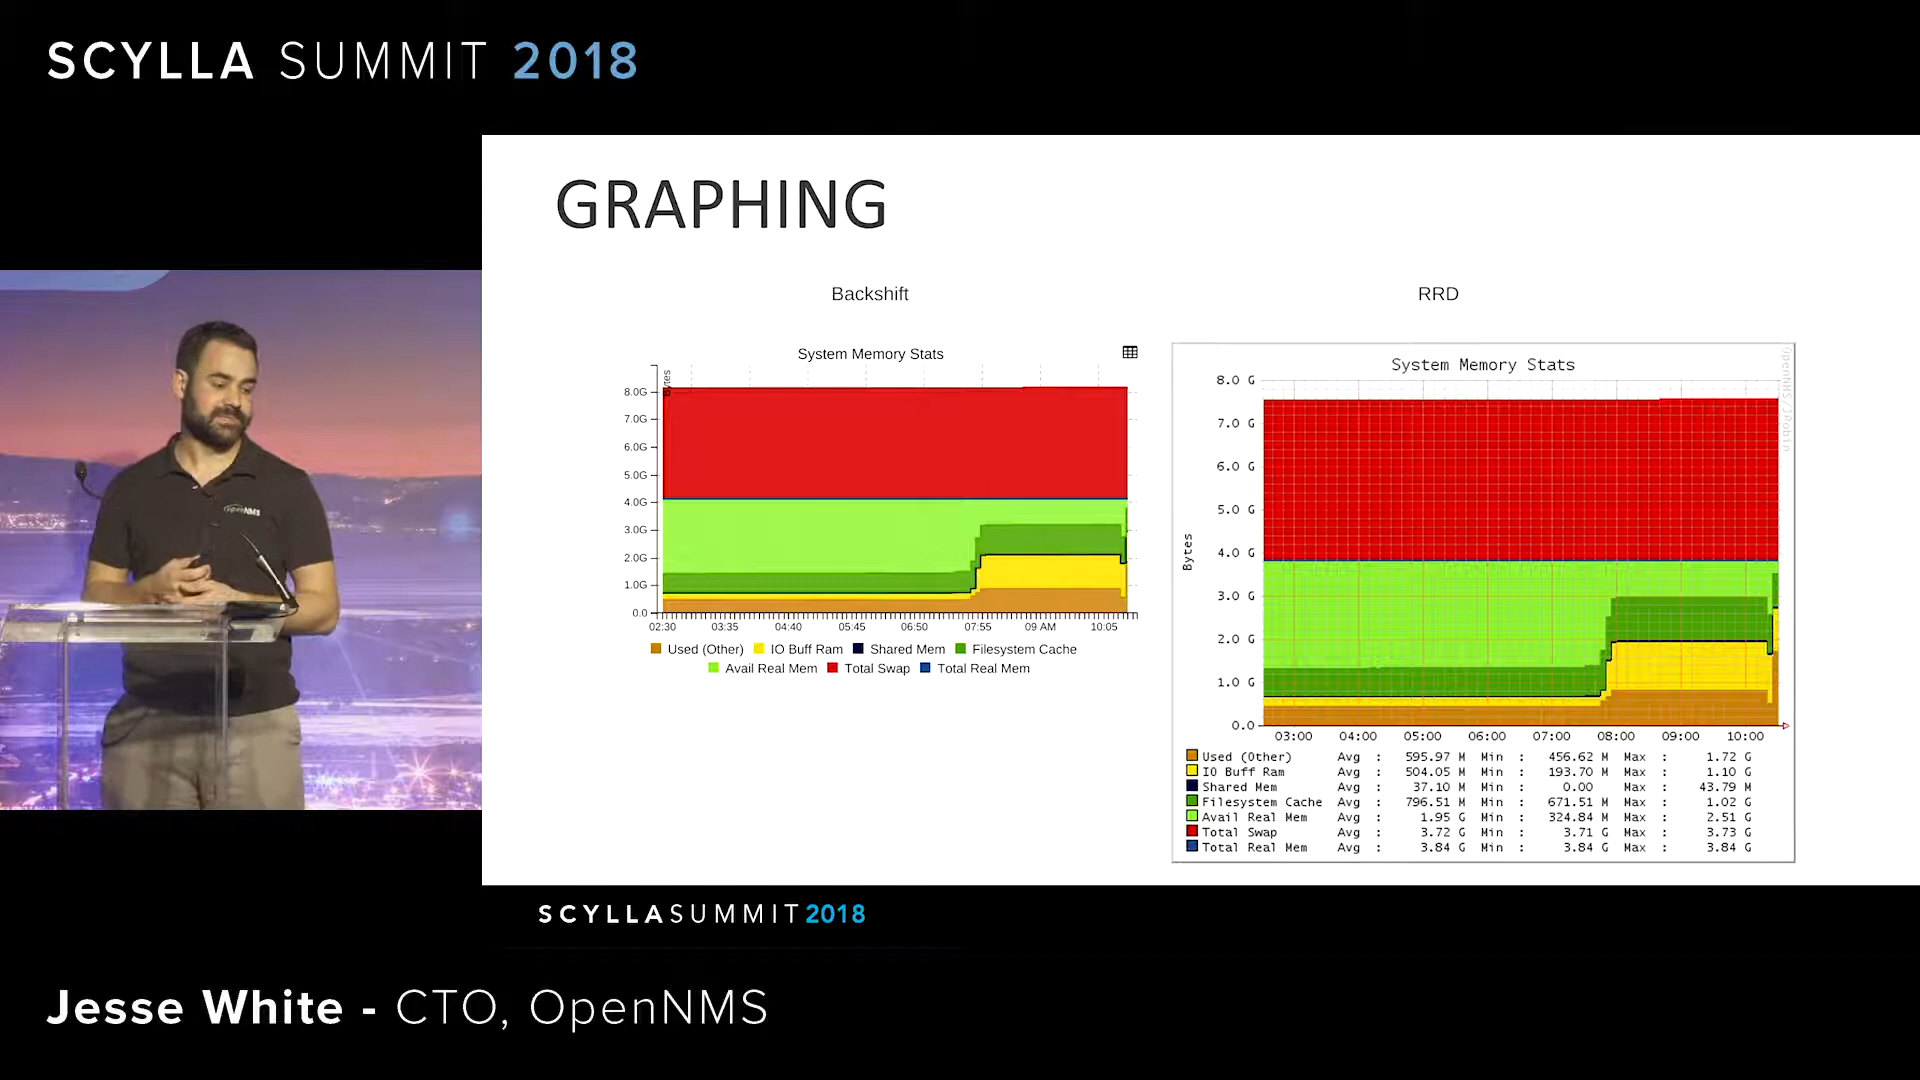 SCYLLA SUMMIT 2018
GRAPHING
Backshift
System Memory Stats
Bytes
8.0G
7.0G
6.0G
5.0G
4.0G
3.0G
2.0G
1.0G
0.0
02:30 03:35 04:40 05:45 06:50 07:55 09 AM 10:05
Used (Other) IO Buff Ram Shared Mem Filesystem Cache
Avail Real Mem Total Swap Total Real Mem
RRD
System Memory Stats
Bytes
8.0 G
7.0 G
6.0 G
5.0 G
4.0 G
3.0 G
2.0 G
1.0 G
0.0
03:00 04:00 05:00 06:00 07:00 08:00 09:00 10:00
Used (Other) Avg : 595.97 M Min : 456.62 M Max : 1.72 G
IO Buff Ram Avg : 504.05 M Min : 193.70 M Max : 1.10 G
Shared Mem Avg : 37.10 M Min : 0.00 Max : 43.79 M
Filesystem Cache Avg : 796.51 M Min : 671.51 M Max : 1.02 G
Avail Real Mem Avg : 1.95 G Min : 324.84 M Max : 2.51 G
Total Swap Avg : 3.72 G Min : 3.71 G Max : 3.73 G
Total Real Mem Avg : 3.84 G Min : 3.84 G Max : 3.84 G
OpenNMS/JRobin
openNMS
SCYLLASUMMIT2018
Jesse White - CTO, OpenNMS